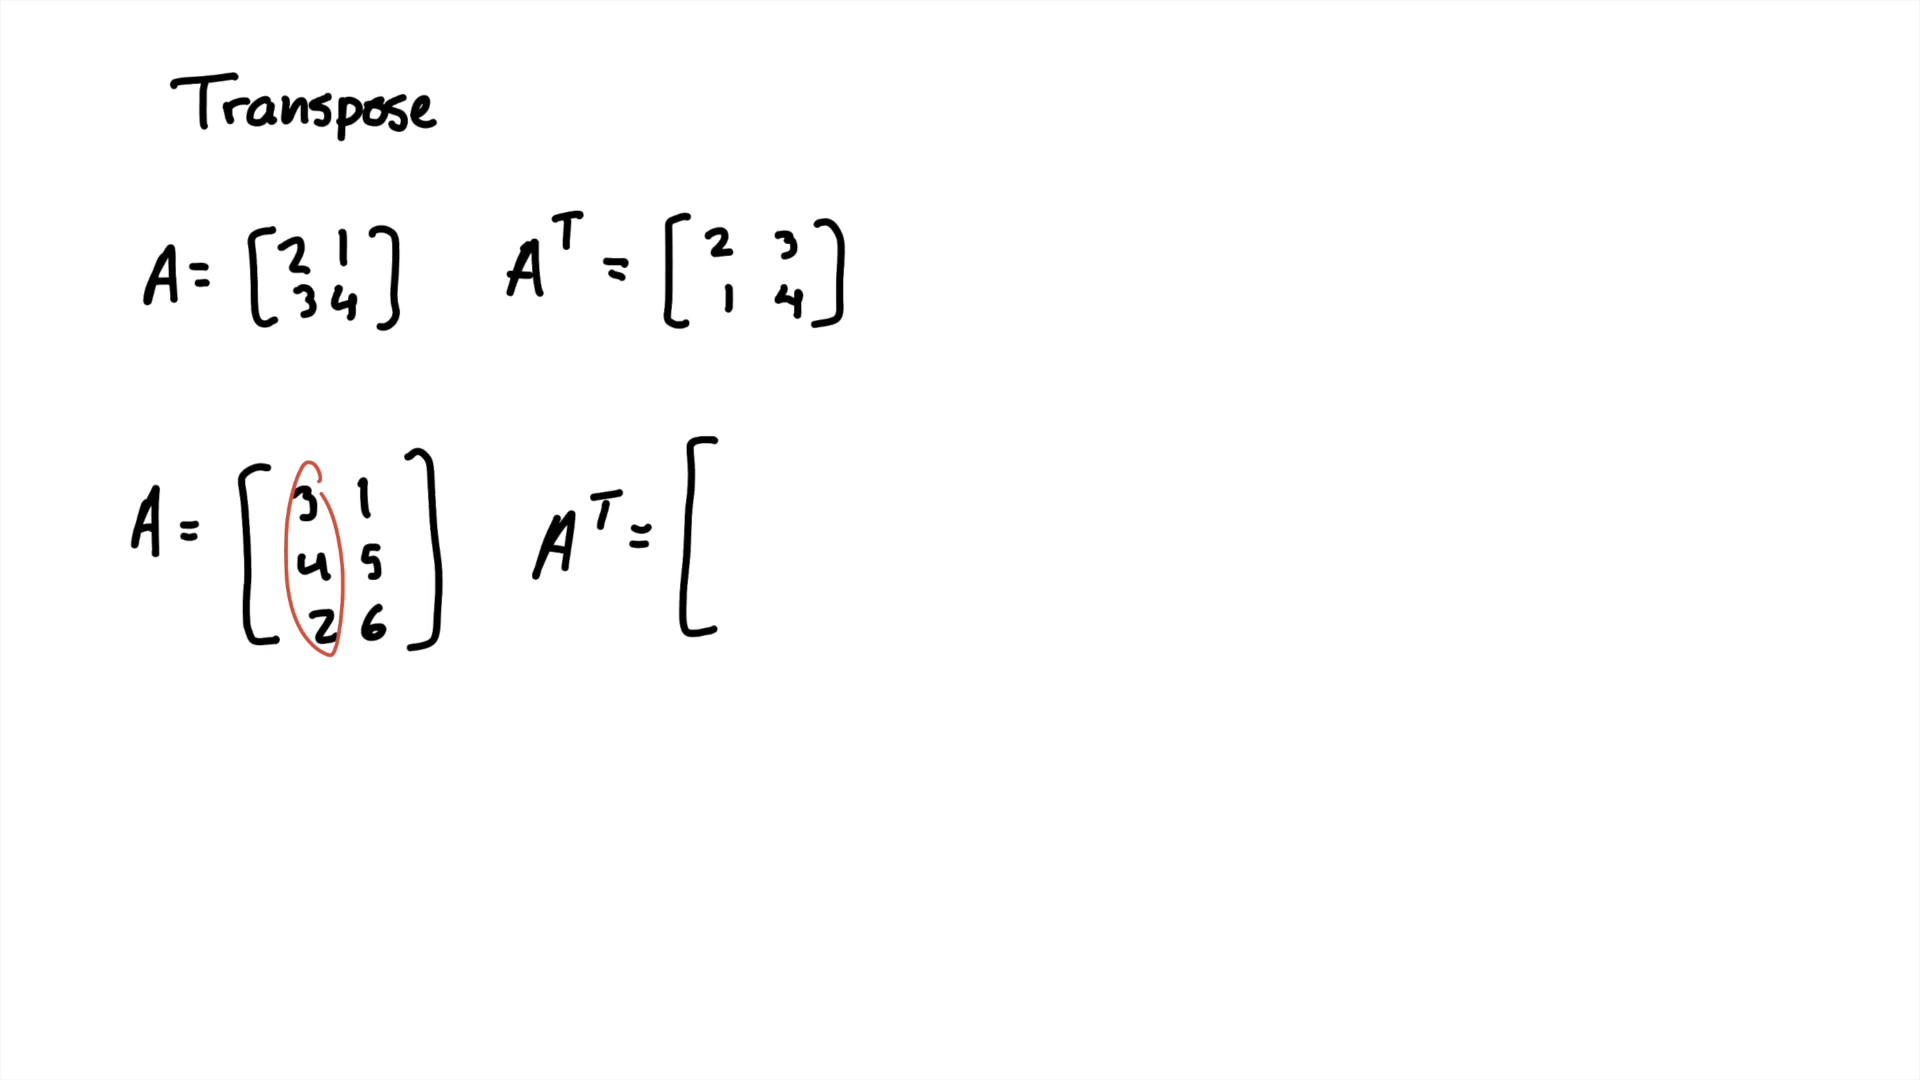 Transpose
A = [2 1 3 4] A^T = [2 3 1 4]
A = [3 1 4 5 2 6] A^T = [